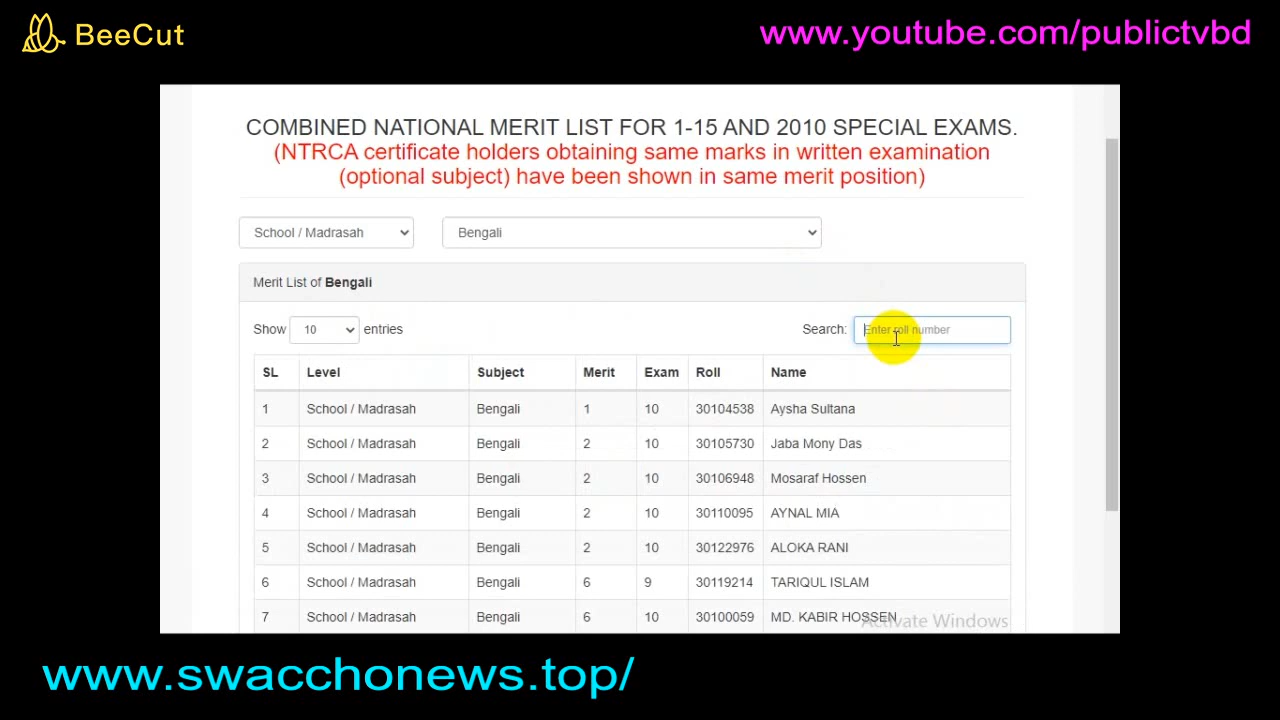 BeeCut
www.youtube.com/publictvbd
COMBINED NATIONAL MERIT LIST FOR 1-15 AND 2010 SPECIAL EXAMS.
(NTRCA certificate holders obtaining same marks in written examination
(optional subject) have been shown in same merit position)
School / Madrasah Bengali
Merit List of Bengali
Show 10 entries Search: Enter roll number
SL Level Subject Merit Exam Roll Name
1 School / Madrasah Bengali 1 10 30104538 Aysha Sultana
2 School / Madrasah Bengali 2 10 30105730 Jaba Mony Das
3 School / Madrasah Bengali 2 10 30106948 Mosaraf Hossen
4 School / Madrasah Bengali 2 10 30110095 AYNAL MIA
5 School / Madrasah Bengali 2 10 30122976 ALOKA RANI
6 School / Madrasah Bengali 6 9 30119214 TARIQUL ISLAM
7 School / Madrasah Bengali 6 10 30100059 MD. KABIR HOSSEN
Activate Windows
www.swacchonews.top/